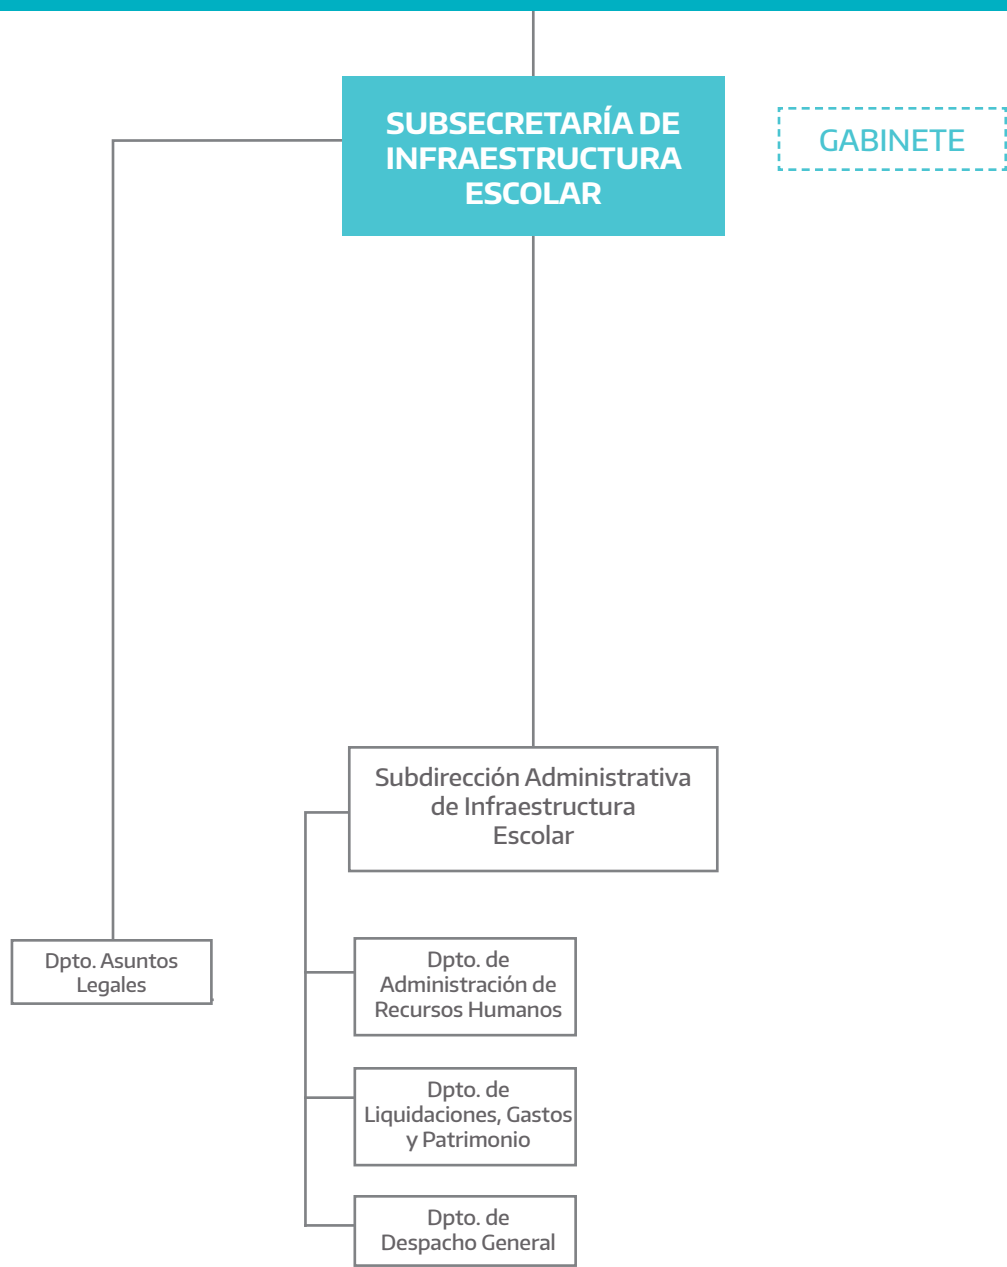 SUBSECRETARÍA DE
INFRAESTRUCTURA
ESCOLAR
GABINETE
Subdirección Administrativa
de Infraestructura
Escolar
Dpto. Asuntos
Legales
Dpto. de
Administración de
Recursos Humanos
Dpto. de
Liquidaciones, Gastos
y Patrimonio
Dpto. de
Despacho General